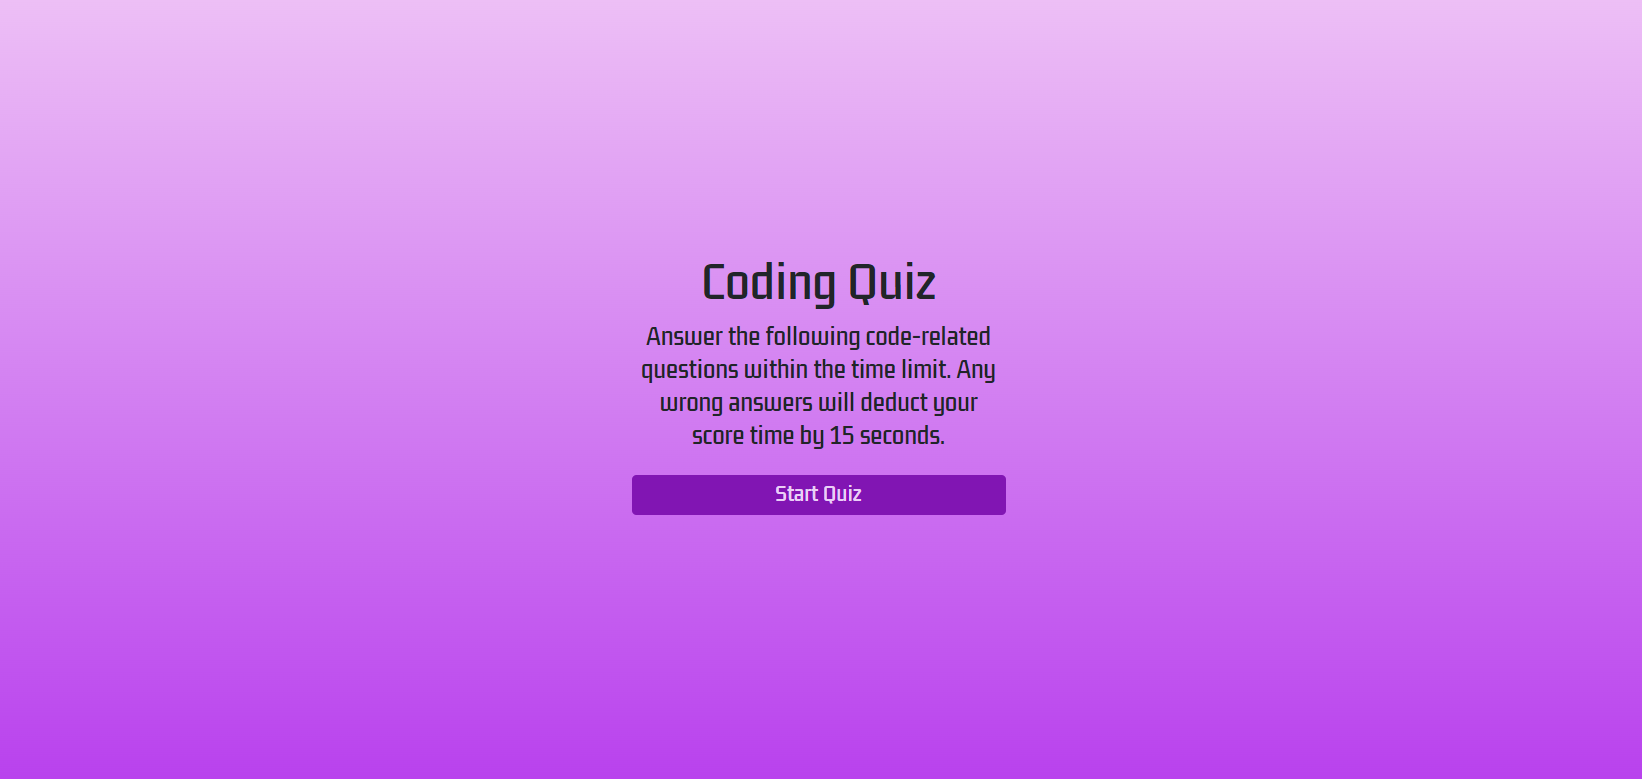 Coding Quiz
Answer the following code-related
questions within the time limit. Any
wrong answers will deduct your
score time by 15 seconds.
Start Quiz